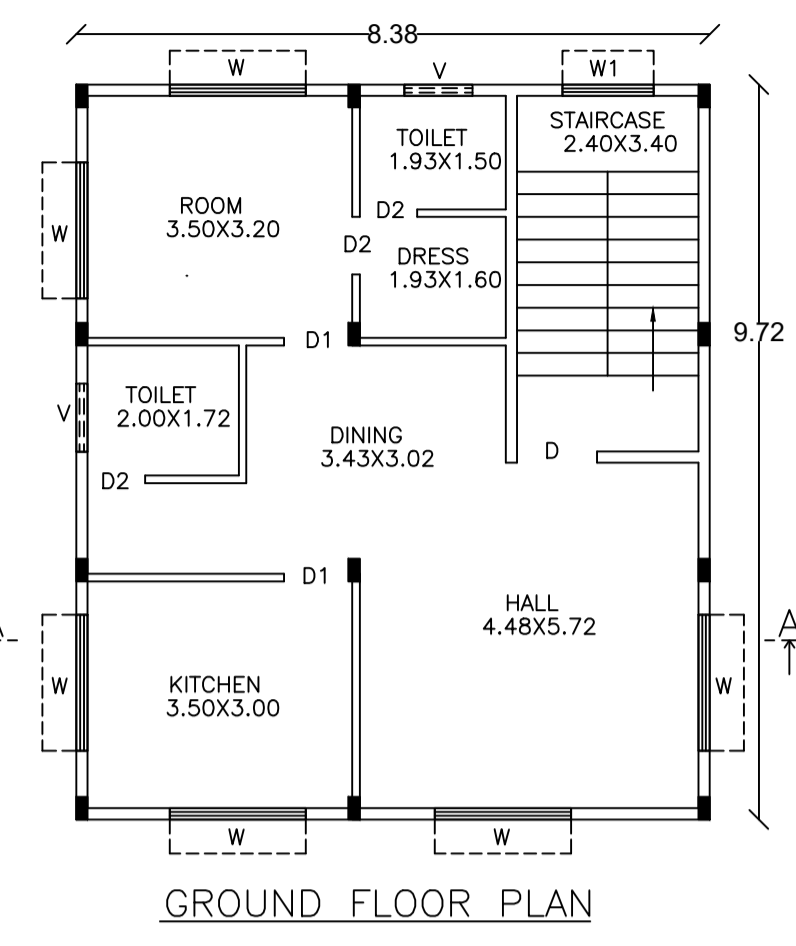 8.38
W
V
W1
TOILET
1.93X1.50
STAIRCASE
2.40X3.40
ROOM
3.50X3.20
D2
W
D2
DRESS
1.93X1.60
9.72
D1
TOILET
2.00X1.72
V
DINING
3.43X3.02
D
D2
D1
HALL
4.48X5.72
A
KITCHEN
3.50X3.00
W
W
W
W
GROUND FLOOR PLAN